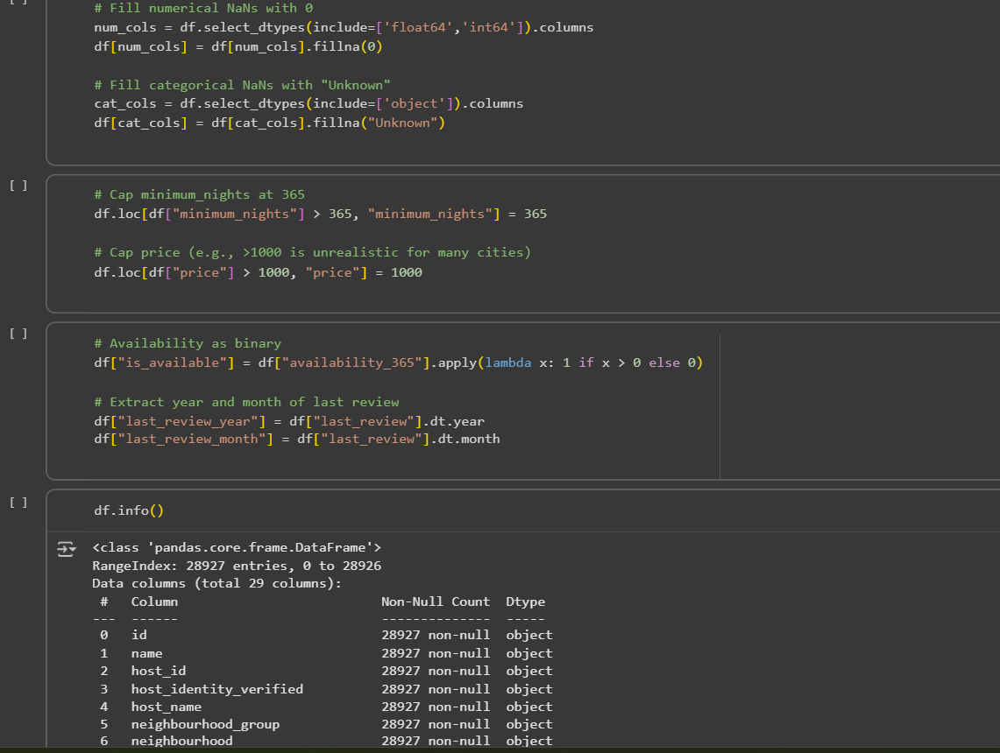 [ ]
# Fill numerical NaNs with 0
num_cols = df.select_dtypes(include=['float64','int64']).columns
df[num_cols] = df[num_cols].fillna(0)
# Fill categorical NaNs with "Unknown"
cat_cols = df.select_dtypes(include=['object']).columns
df[cat_cols] = df[cat_cols].fillna("Unknown")
[ ]
# Cap minimum_nights at 365
df.loc[df["minimum_nights"] > 365, "minimum_nights"] = 365
# Cap price (e.g., >1000 is unrealistic for many cities)
df.loc[df["price"] > 1000, "price"] = 1000
[ ]
# Availability as binary
df["is_available"] = df["availability_365"].apply(lambda x: 1 if x > 0 else 0)
# Extract year and month of last review
df["last_review_year"] = df["last_review"].dt.year
df["last_review_month"] = df["last_review"].dt.month
[ ]
df.info()
<class 'pandas.core.frame.DataFrame'>
RangeIndex: 28927 entries, 0 to 28926
Data columns (total 29 columns):
# Column Non-Null Count Dtype
--- ------ -------------- -----
0 id 28927 non-null object
1 name 28927 non-null object
2 host_id 28927 non-null object
3 host_identity_verified 28927 non-null object
4 host_name 28927 non-null object
5 neighbourhood_group 28927 non-null object
6 neighbourhood 28927 non-null object